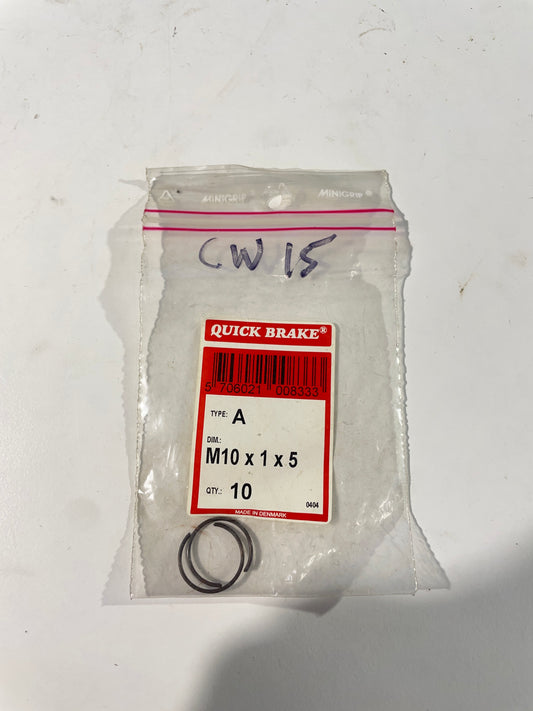 MINIGRIP MINIGRIP®
CW 15
QUICK BRAKE®
5 706021 008333
TYPE: A
DIM.:
M10 x 1 x 5
QTY.: 10
0404
MADE IN DENMARK